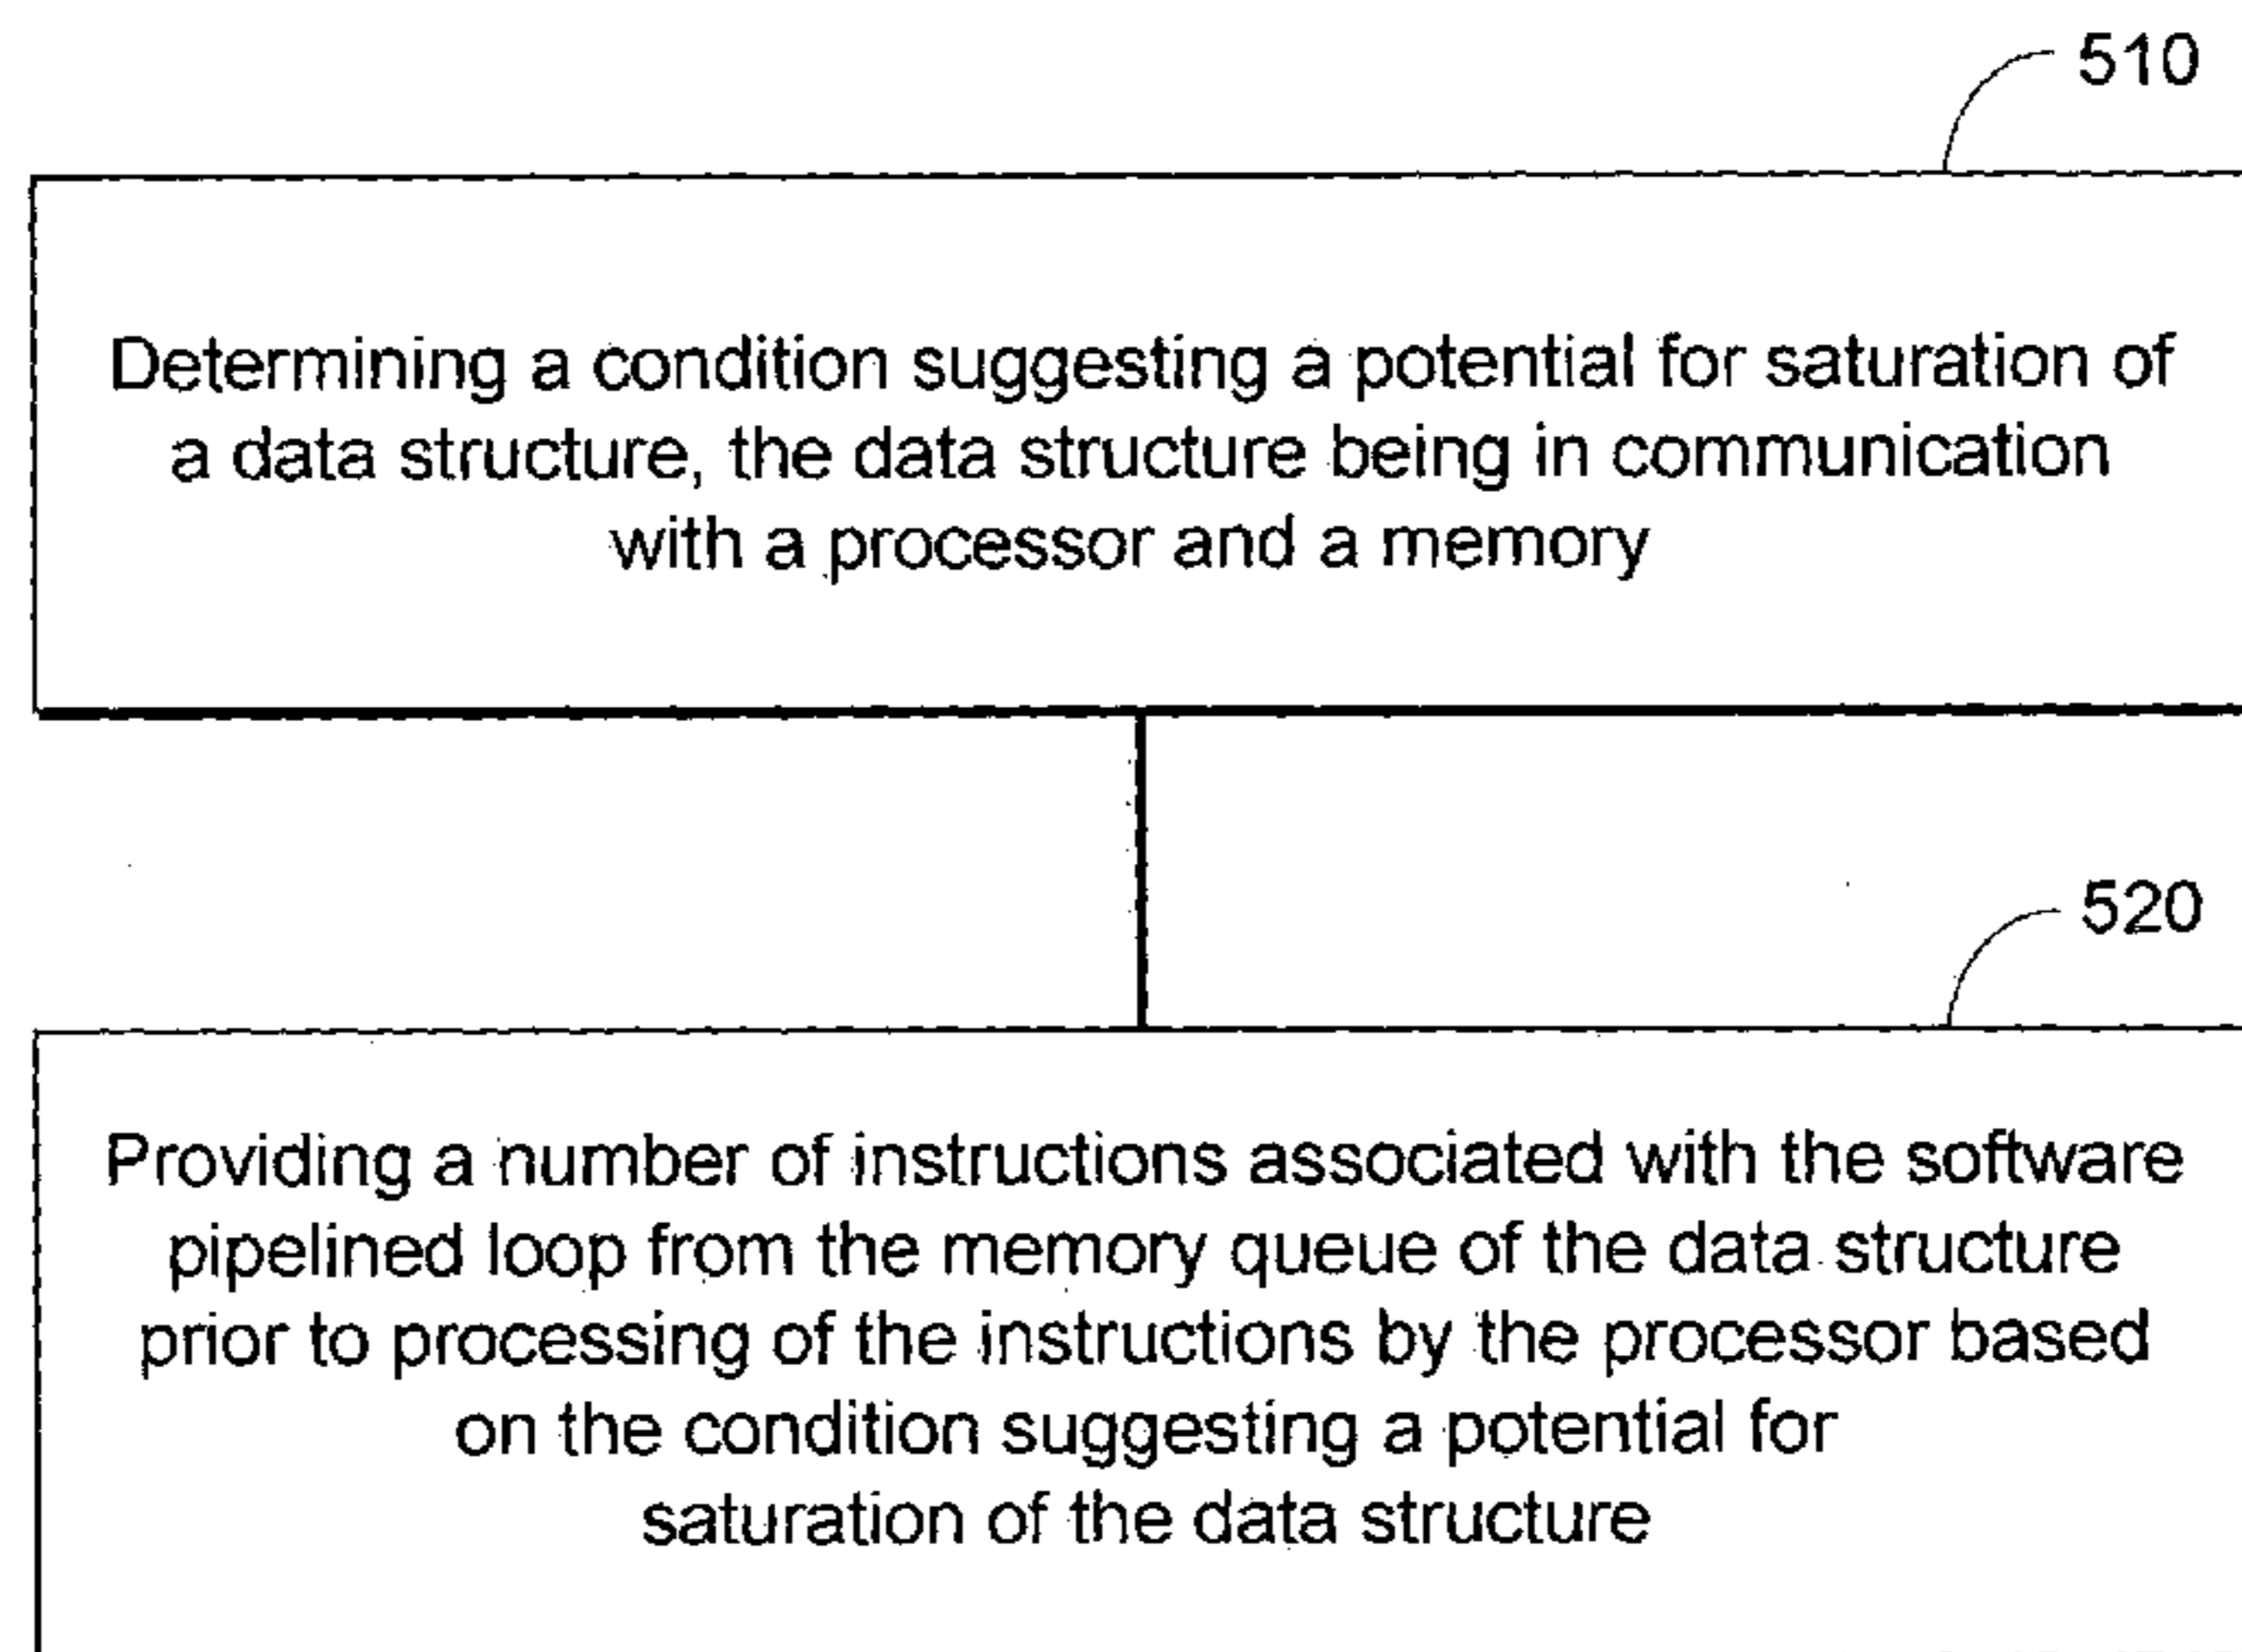 510
Determining a condition suggesting a potential for saturation of
a data structure, the data structure being in communication
with a processor and a memory
520
Providing a number of instructions associated with the software
pipelined loop from the memory queue of the data structure
prior to processing of the instructions by the processor based
on the condition suggesting a potential for
saturation of the data structure